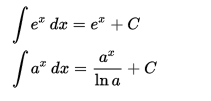 ∫ eˣ dx = eˣ + C
∫ aˣ dx = aˣ / ln a + C